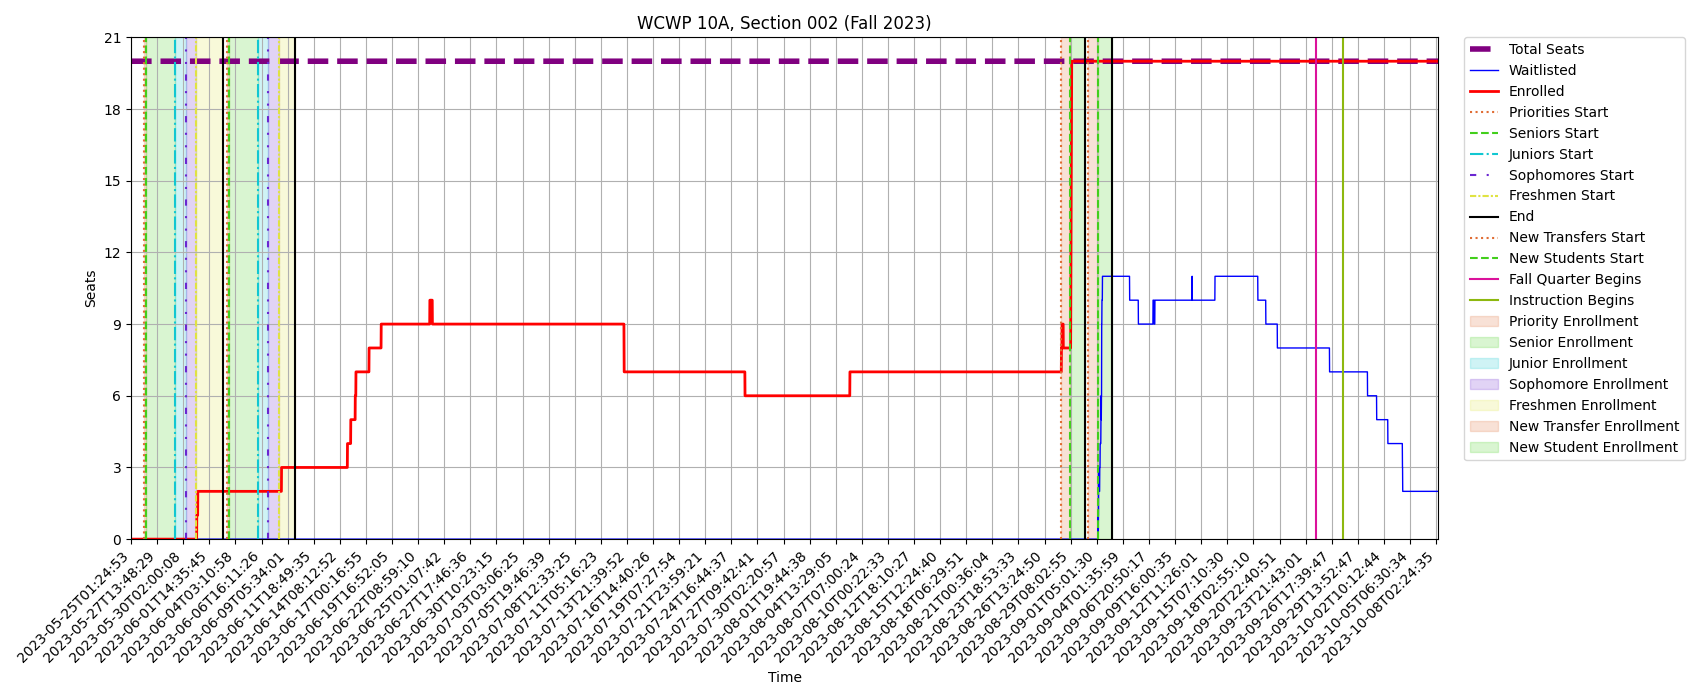 WCWP 10A, Section 002 (Fall 2023)
21
18
15
12
9
6
3
0
Seats
2023-05-25T01:24:53
2023-05-27T13:48:29
2023-05-30T02:00:08
2023-06-01T14:35:45
2023-06-04T03:10:58
2023-06-06T16:11:26
2023-06-09T05:34:01
2023-06-11T18:49:35
2023-06-14T08:12:52
2023-06-17T00:16:55
2023-06-19T16:52:05
2023-06-22T08:59:10
2023-06-25T01:07:42
2023-06-27T17:46:36
2023-06-30T10:23:15
2023-07-03T03:06:25
2023-07-05T19:46:39
2023-07-08T12:33:25
2023-07-11T05:16:23
2023-07-13T21:39:52
2023-07-16T14:40:26
2023-07-19T07:27:54
2023-07-21T23:59:21
2023-07-24T16:44:37
2023-07-27T09:42:41
2023-07-30T02:20:57
2023-08-01T19:44:38
2023-08-04T13:29:05
2023-08-07T07:00:24
2023-08-10T00:22:33
2023-08-12T18:10:27
2023-08-15T12:24:40
2023-08-18T06:29:51
2023-08-21T00:36:04
2023-08-23T18:53:33
2023-08-26T13:24:50
2023-08-29T08:02:55
2023-09-01T05:01:30
2023-09-04T01:35:59
2023-09-06T20:50:17
2023-09-09T16:00:35
2023-09-12T11:26:01
2023-09-15T07:10:30
2023-09-18T02:55:10
2023-09-20T22:40:51
2023-09-23T21:43:01
2023-09-26T17:39:47
2023-09-29T13:52:47
2023-10-02T10:12:44
2023-10-05T06:30:34
2023-10-08T02:24:35
Time
Total Seats
Waitlisted
Enrolled
Priorities Start
Seniors Start
Juniors Start
Sophomores Start
Freshmen Start
End
New Transfers Start
New Students Start
Fall Quarter Begins
Instruction Begins
Priority Enrollment
Senior Enrollment
Junior Enrollment
Sophomore Enrollment
Freshmen Enrollment
New Transfer Enrollment
New Student Enrollment